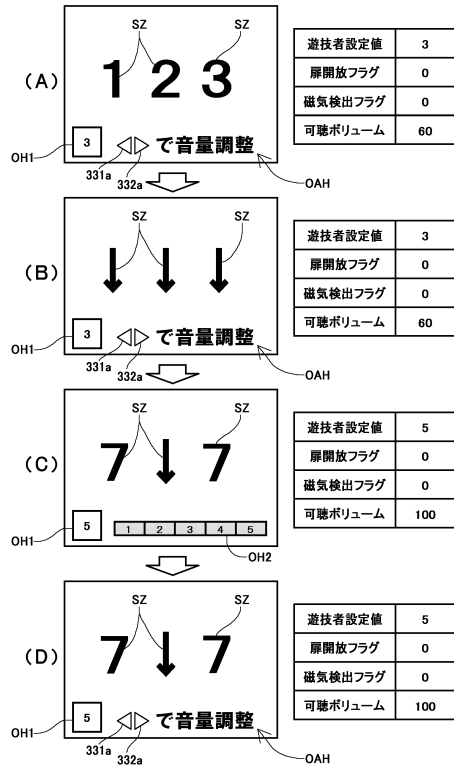 SZ SZ
(A)
1 2 3
OH1
3
で音量調整
331a
332a
OAH
遊技者設定値 3
扉開放フラグ 0
磁気検出フラグ 0
可聴ボリューム 60
SZ SZ
(B)
↓ ↓ ↓
OH1
3
で音量調整
331a
332a
OAH
遊技者設定値 3
扉開放フラグ 0
磁気検出フラグ 0
可聴ボリューム 60
SZ SZ
(C)
7 ↓ 7
OH1
5
1 2 3 4 5
OH2
遊技者設定値 5
扉開放フラグ 0
磁気検出フラグ 0
可聴ボリューム 100
SZ SZ
(D)
7 ↓ 7
OH1
5
で音量調整
331a
332a
OAH
遊技者設定値 5
扉開放フラグ 0
磁気検出フラグ 0
可聴ボリューム 100